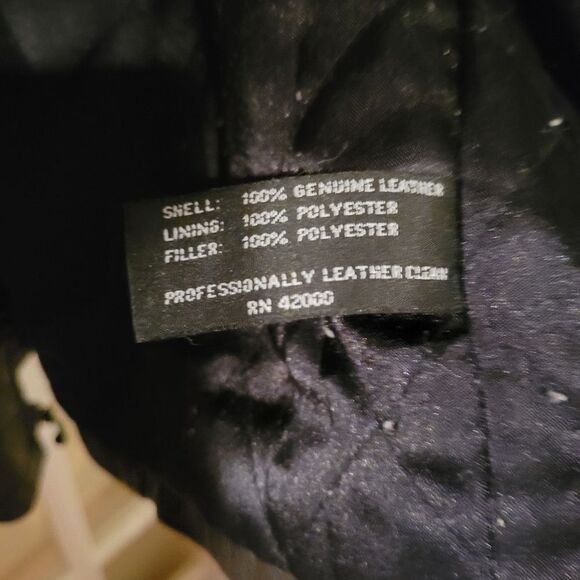 SHELL: 100% GENUINE LEATHER
LINING: 100% POLYESTER
FILLER: 100% POLYESTER
PROFESSIONALLY LEATHER CLEAN
RN 42000